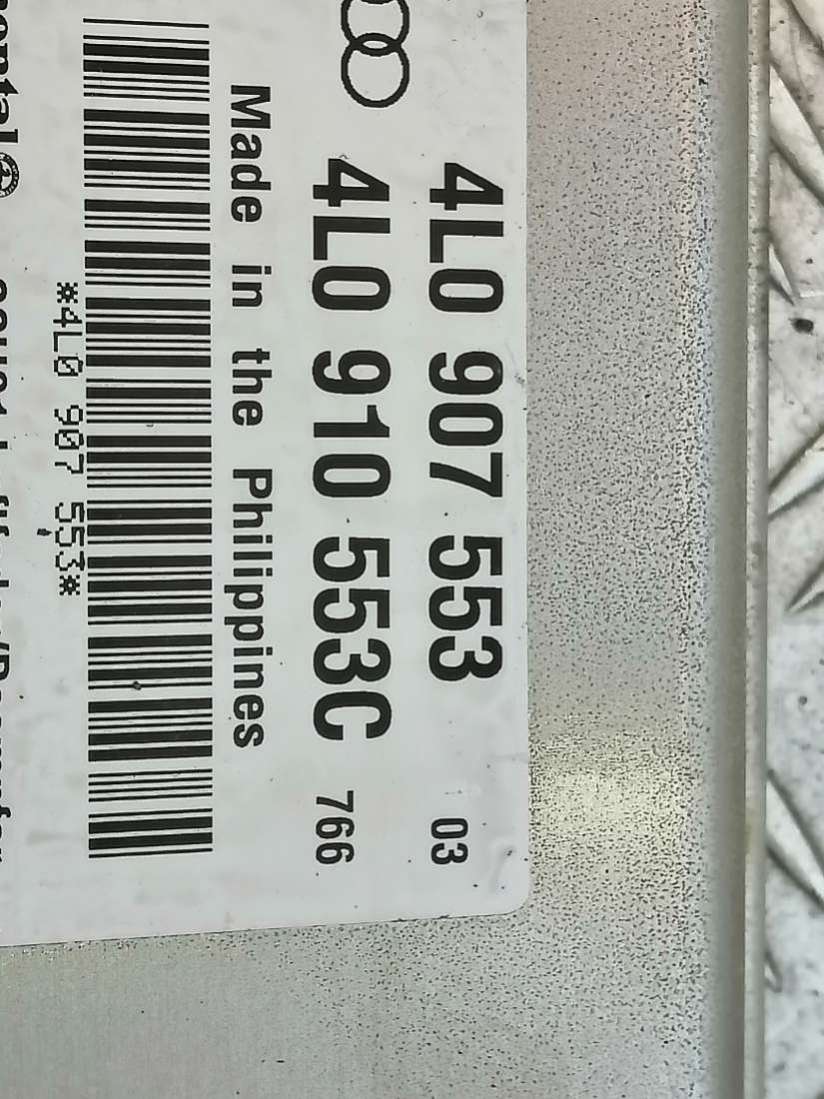 4L0 907 553 03
4L0 910 553C 766
Made in the Philippines
*4L0 907 553*